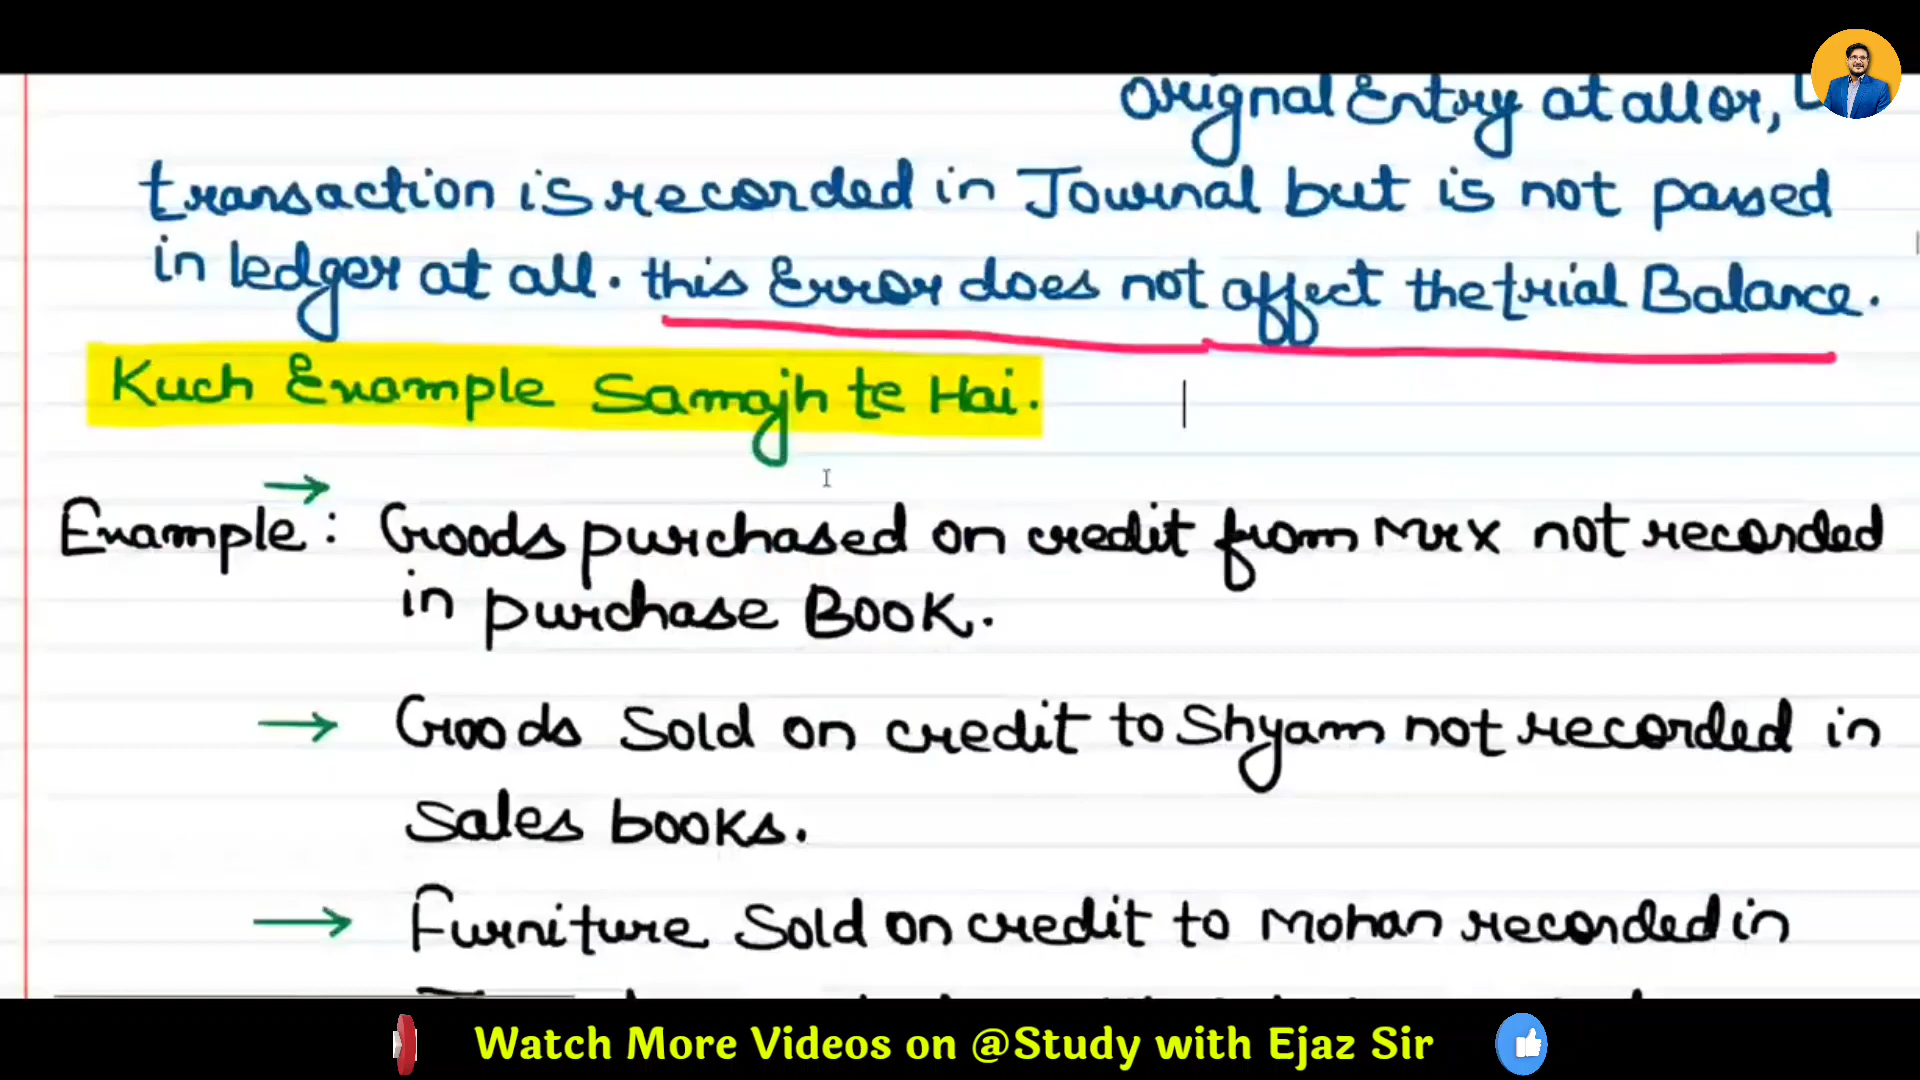 Orignal Entry at all or,
transaction is recorded in Journal but is not passed
in ledger at all. this Error does not affect the trial Balance.
Kuch Example Samajh te Hai.
Example: Goods purchased on credit from Mr X not recorded
in purchase BOOK.
→ Goods Sold on credit to Shyam not recorded in
Sales books.
→ Furniture Sold on credit to Mohan recorded in
Watch More Videos on @Study with Ejaz Sir